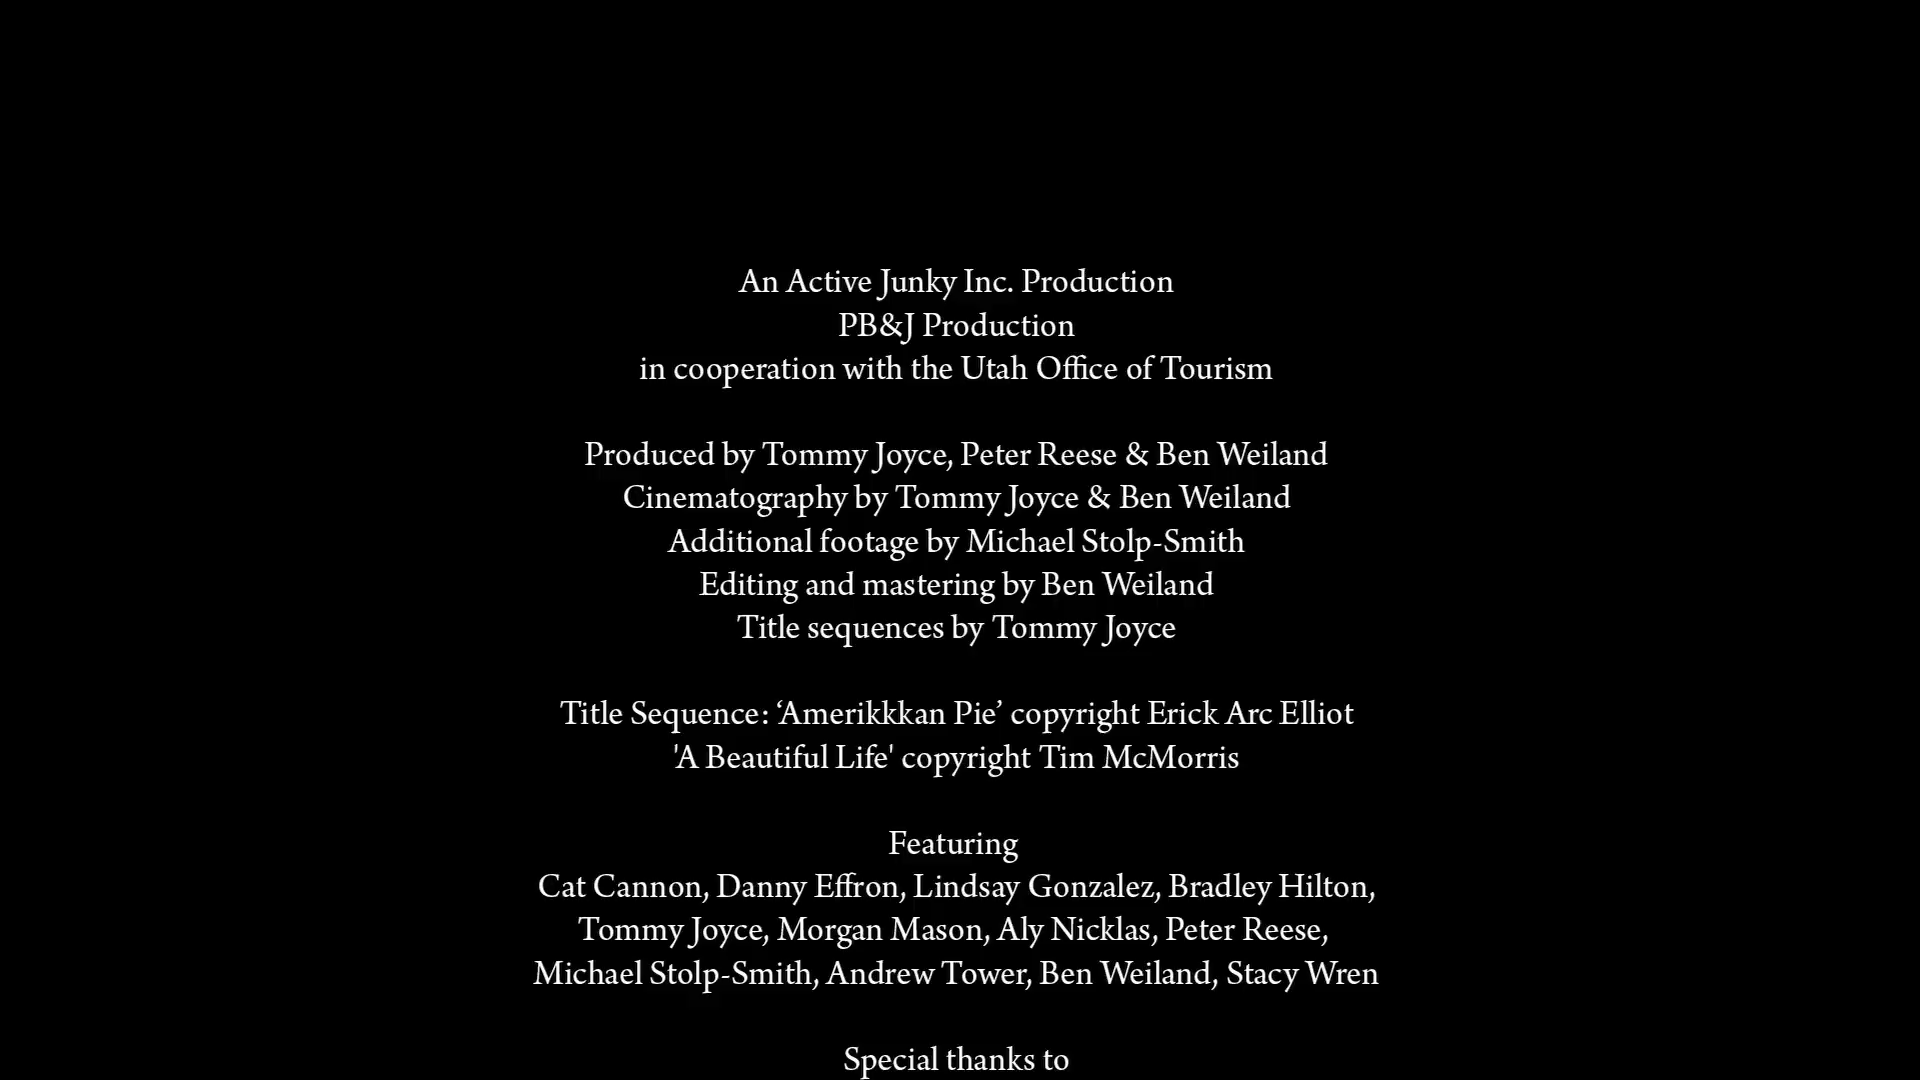 An Active Junky Inc. Production
PB&J Production
in cooperation with the Utah Office of Tourism
Produced by Tommy Joyce, Peter Reese & Ben Weiland
Cinematography by Tommy Joyce & Ben Weiland
Additional footage by Michael Stolp-Smith
Editing and mastering by Ben Weiland
Title sequences by Tommy Joyce
Title Sequence: ‘Amerikkkan Pie’ copyright Erick Arc Elliot
'A Beautiful Life' copyright Tim McMorris
Featuring
Cat Cannon, Danny Effron, Lindsay Gonzalez, Bradley Hilton,
Tommy Joyce, Morgan Mason, Aly Nicklas, Peter Reese,
Michael Stolp-Smith, Andrew Tower, Ben Weiland, Stacy Wren
Special thanks to